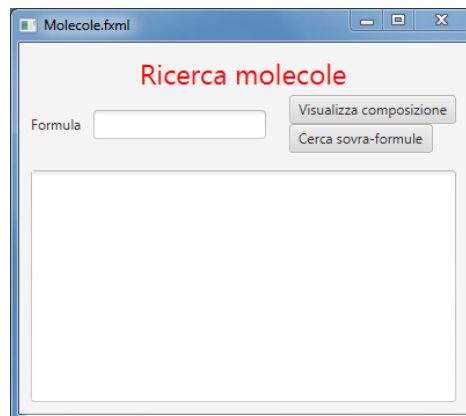 Molecole.fxml
Ricerca molecole
Formula
Visualizza composizione
Cerca sovra-formule